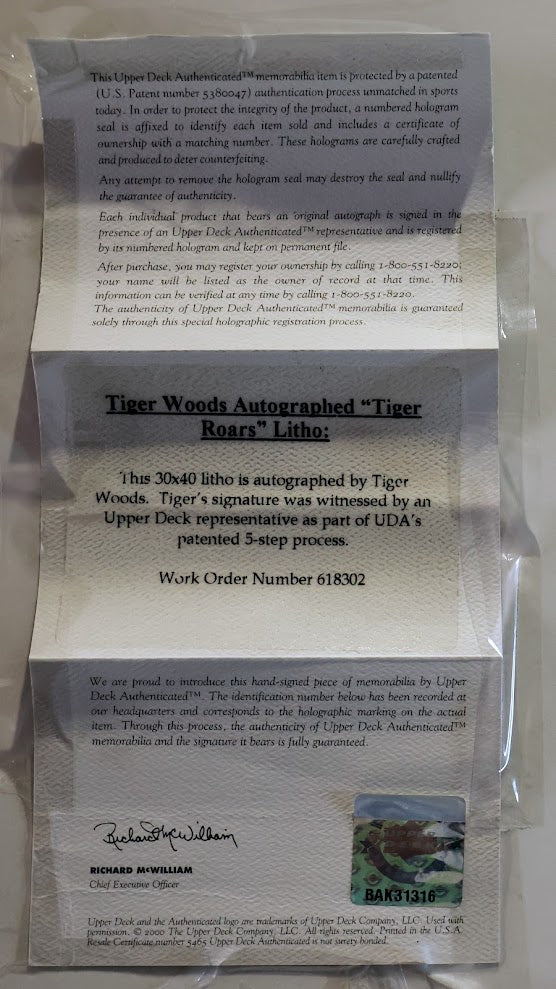 This Upper Deck Authenticated™ memorabilia item is protected by a patented
(U.S. Patent number 5380047) authentication process unmatched in sports
today. In order to protect the integrity of the product, a numbered hologram
seal is affixed to identify each item sold and includes a certificate of
ownership with a matching number. These holograms are carefully crafted
and produced to deter counterfeiting.
Any attempt to remove the hologram seal may destroy the seal and nullify
the guarantee of authenticity.
Each individual product that bears an original autograph is signed in the
presence of an Upper Deck Authenticated™ representative and is registered
by its numbered hologram and kept on permanent file.
After purchase, you may register your ownership by calling 1-800-551-8220;
your name will be listed as the owner of record at that time. This
information can be verified at any time by calling 1-800-551-8220.
The authenticity of Upper Deck Authenticated™ memorabilia is guaranteed
solely through this special holographic registration process.
Tiger Woods Autographed “Tiger
Roars” Litho:
This 30x40 litho is autographed by Tiger
Woods. Tiger's signature was witnessed by an
Upper Deck representative as part of UDA's
patented 5-step process.
Work Order Number 618302
We are proud to introduce this hand-signed piece of memorabilia by Upper
Deck Authenticated™. The identification number below has been recorded at
our headquarters and corresponds to the holographic marking on the actual
item. Through this process, the authenticity of Upper Deck Authenticated™
memorabilia and the signature it bears is fully guaranteed.
Richard McWilliam
RICHARD McWILLIAM
Chief Executive Officer
UPPER
DECK
BAK31316
Upper Deck and the Authenticated logo are trademarks of Upper Deck Company, LLC. Used with
permission. © 2000 The Upper Deck Company, LLC. All rights reserved. Printed in the U.S.A.
Resale Certificate number 5465 Upper Deck Authenticated is not surety bonded.